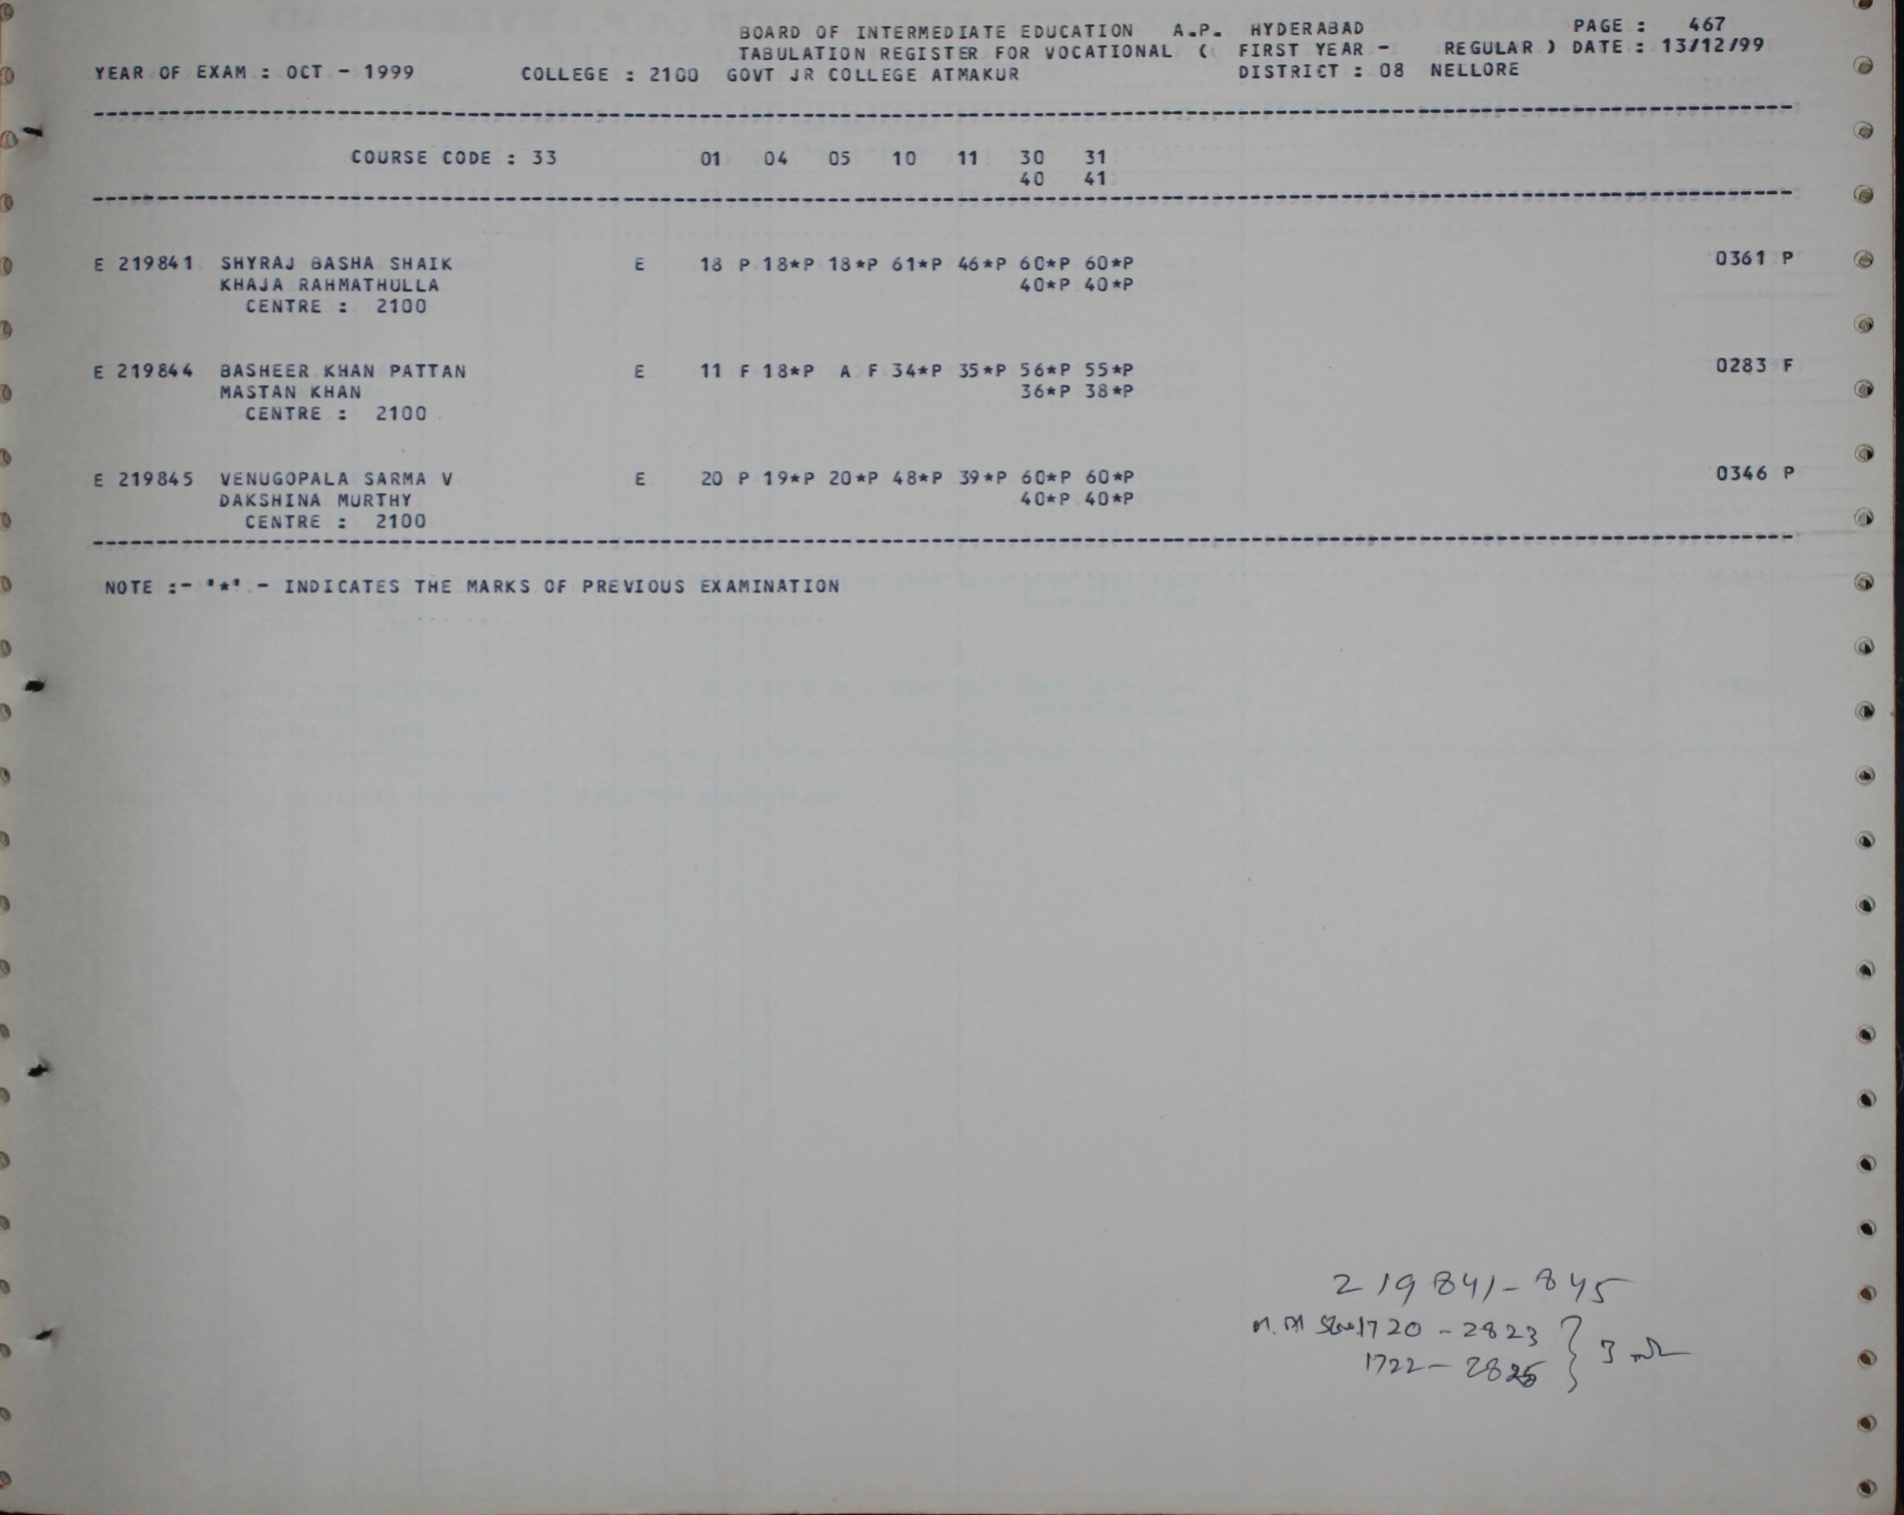 BOARD OF INTERMEDIATE EDUCATION A.P. HYDERABAD PAGE : 467
TABULATION REGISTER FOR VOCATIONAL ( FIRST YEAR - REGULAR ) DATE : 13/12/99
YEAR OF EXAM : OCT - 1999 COLLEGE : 2100 GOVT JR COLLEGE ATMAKUR DISTRICT : 08 NELLORE
COURSE CODE : 33 01 04 05 10 11 30 31
40 41
E 219841 SHYRAJ BASHA SHAIK E 18 P 18*P 18*P 61*P 46*P 60*P 60*P 0361 P
KHAJA RAHMATHULLA 40*P 40*P
CENTRE : 2100
E 219844 BASHEER KHAN PATTAN E 11 F 18*P A F 34*P 35*P 56*P 55*P 0283 F
MASTAN KHAN 36*P 38*P
CENTRE : 2100
E 219845 VENUGOPALA SARMA V E 20 P 19*P 20*P 48*P 39*P 60*P 60*P 0346 P
DAKSHINA MURTHY 40*P 40*P
CENTRE : 2100
NOTE :- '*' - INDICATES THE MARKS OF PREVIOUS EXAMINATION
219841-845
1720 - 2823
1722 - 2825